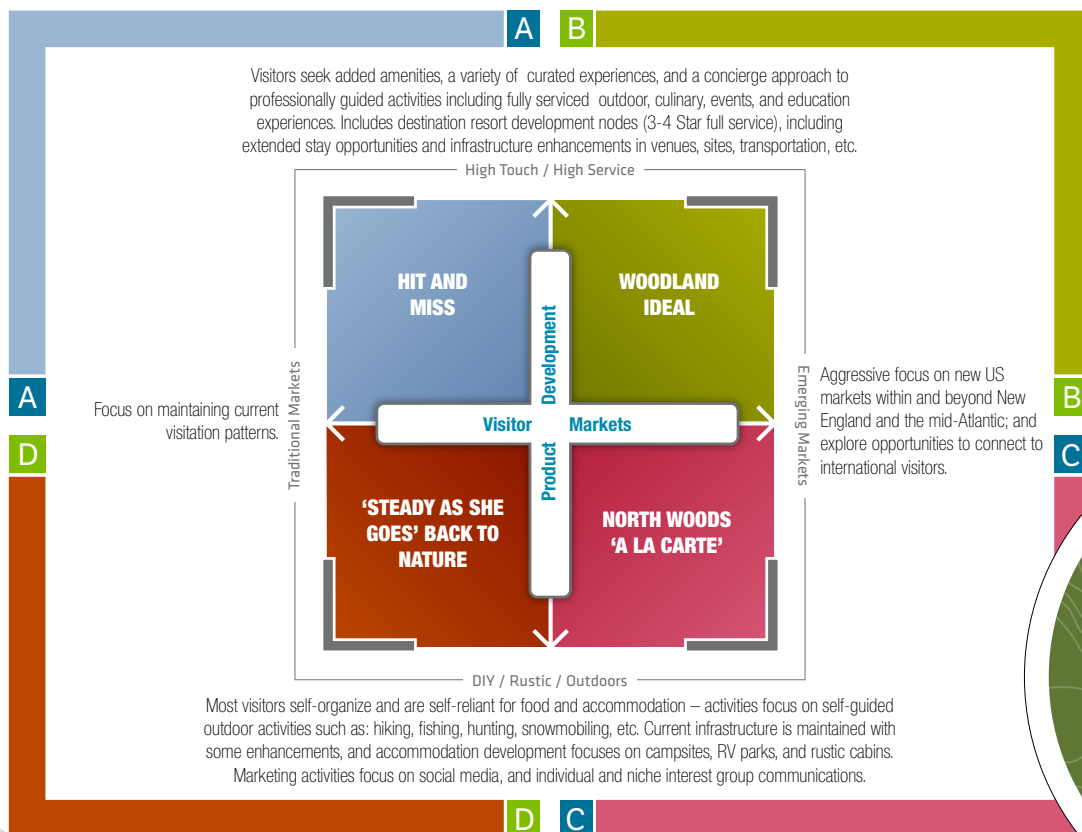 A B
Visitors seek added amenities, a variety of curated experiences, and a concierge approach to
professionally guided activities including fully serviced outdoor, culinary, events, and education
experiences. Includes destination resort development nodes (3-4 Star full service), including
extended stay opportunities and infrastructure enhancements in venues, sites, transportation, etc.
High Touch / High Service
HIT AND
MISS
WOODLAND
IDEAL
Development
Traditional Markets
Emerging Markets
A
Focus on maintaining current
visitation patterns.
D
Visitor Markets
Product
Aggressive focus on new US
markets within and beyond New
England and the mid-Atlantic; and
explore opportunities to connect to
international visitors.
B
C
‘STEADY AS SHE
GOES’ BACK TO
NATURE
NORTH WOODS
‘A LA CARTE’
DIY / Rustic / Outdoors
Most visitors self-organize and are self-reliant for food and accommodation – activities focus on self-guided
outdoor activities such as: hiking, fishing, hunting, snowmobiling, etc. Current infrastructure is maintained with
some enhancements, and accommodation development focuses on campsites, RV parks, and rustic cabins.
Marketing activities focus on social media, and individual and niche interest group communications.
D C